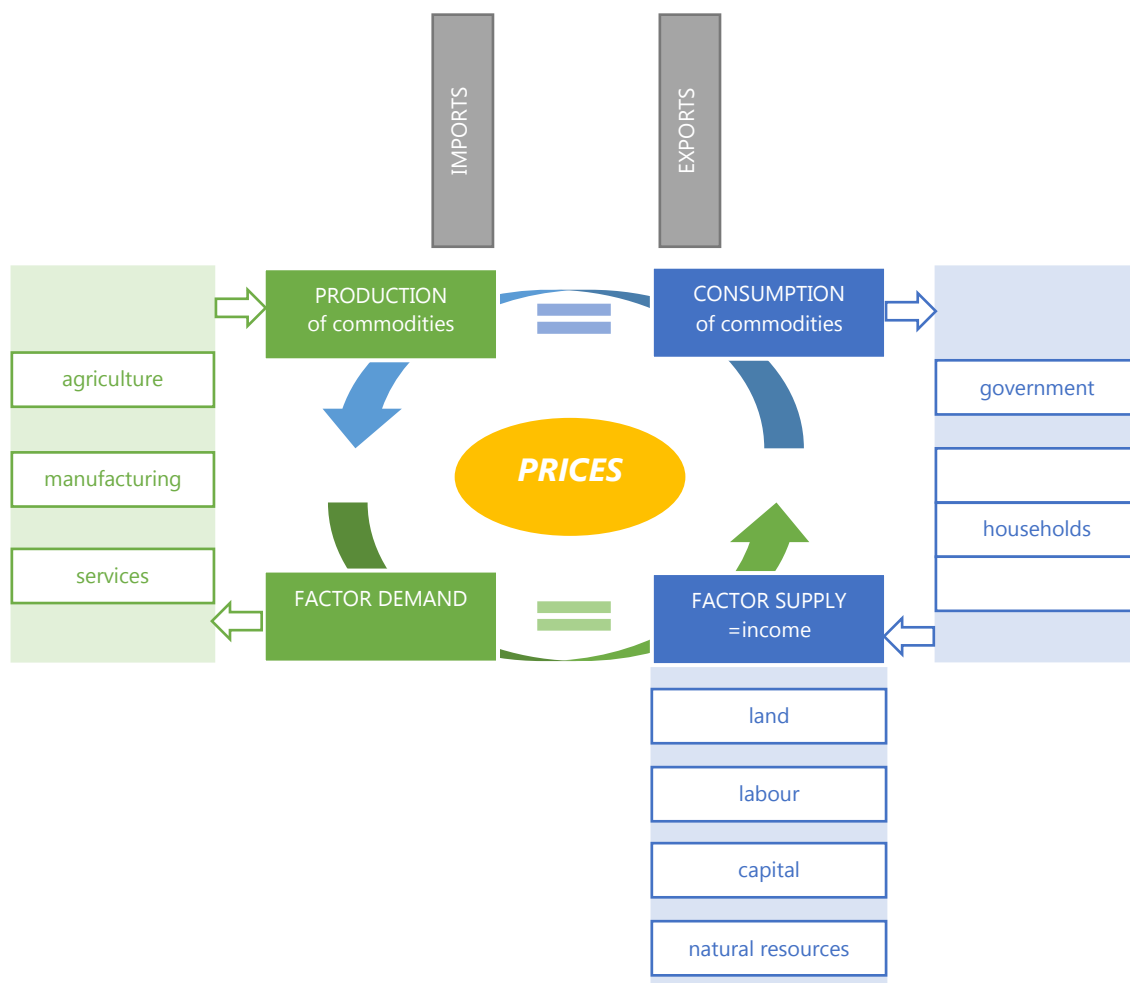 IMPORTS
EXPORTS
PRODUCTION
of commodities
CONSUMPTION
of commodities
agriculture
manufacturing
services
government
households
PRICES
FACTOR DEMAND
FACTOR SUPPLY
=income
land
labour
capital
natural resources